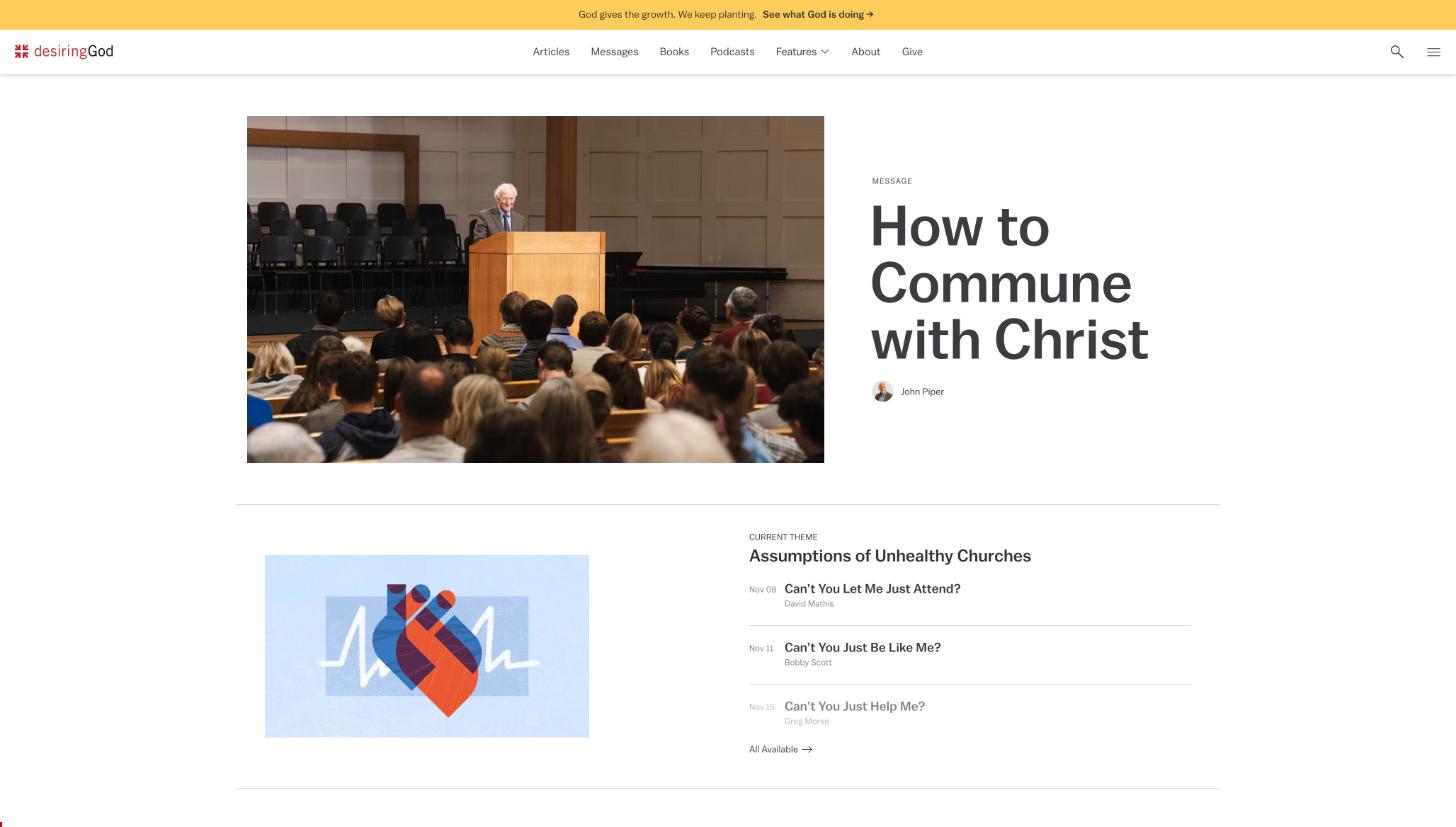 God gives the growth. We keep planting. See what God is doing →
desiringGod
Articles Messages Books Podcasts Features About Give
MESSAGE
How to
Commune
with Christ
John Piper
CURRENT THEME
Assumptions of Unhealthy Churches
Nov 08 Can't You Let Me Just Attend?
David Mathis
Nov 11 Can't You Just Be Like Me?
Bobby Scott
Nov 15 Can't You Just Help Me?
Greg Morse
All Available →